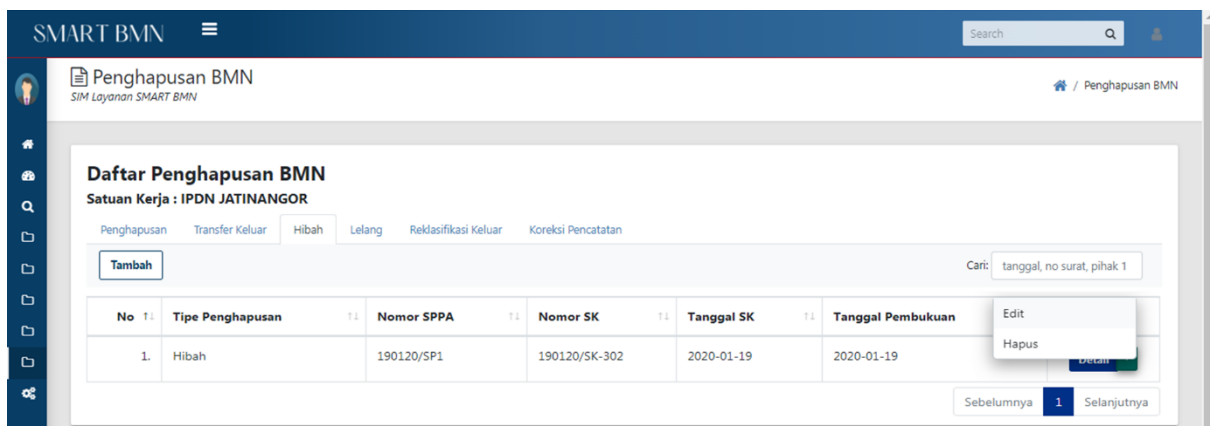 SMART BMN
Search
Penghapusan BMN
SIM Layanan SMART BMN
/ Penghapusan BMN
Daftar Penghapusan BMN
Satuan Kerja : IPDN JATINANGOR
Penghapusan Transfer Keluar Hibah Lelang Reklasifikasi Keluar Koreksi Pencatatan
Tambah
Cari: tanggal, no surat, pihak 1
No Tipe Penghapusan Nomor SPPA Nomor SK Tanggal SK Tanggal Pembukuan
Edit
Hapus
1. Hibah 190120/SP1 190120/SK-302 2020-01-19 2020-01-19
Detail
Sebelumnya 1 Selanjutnya